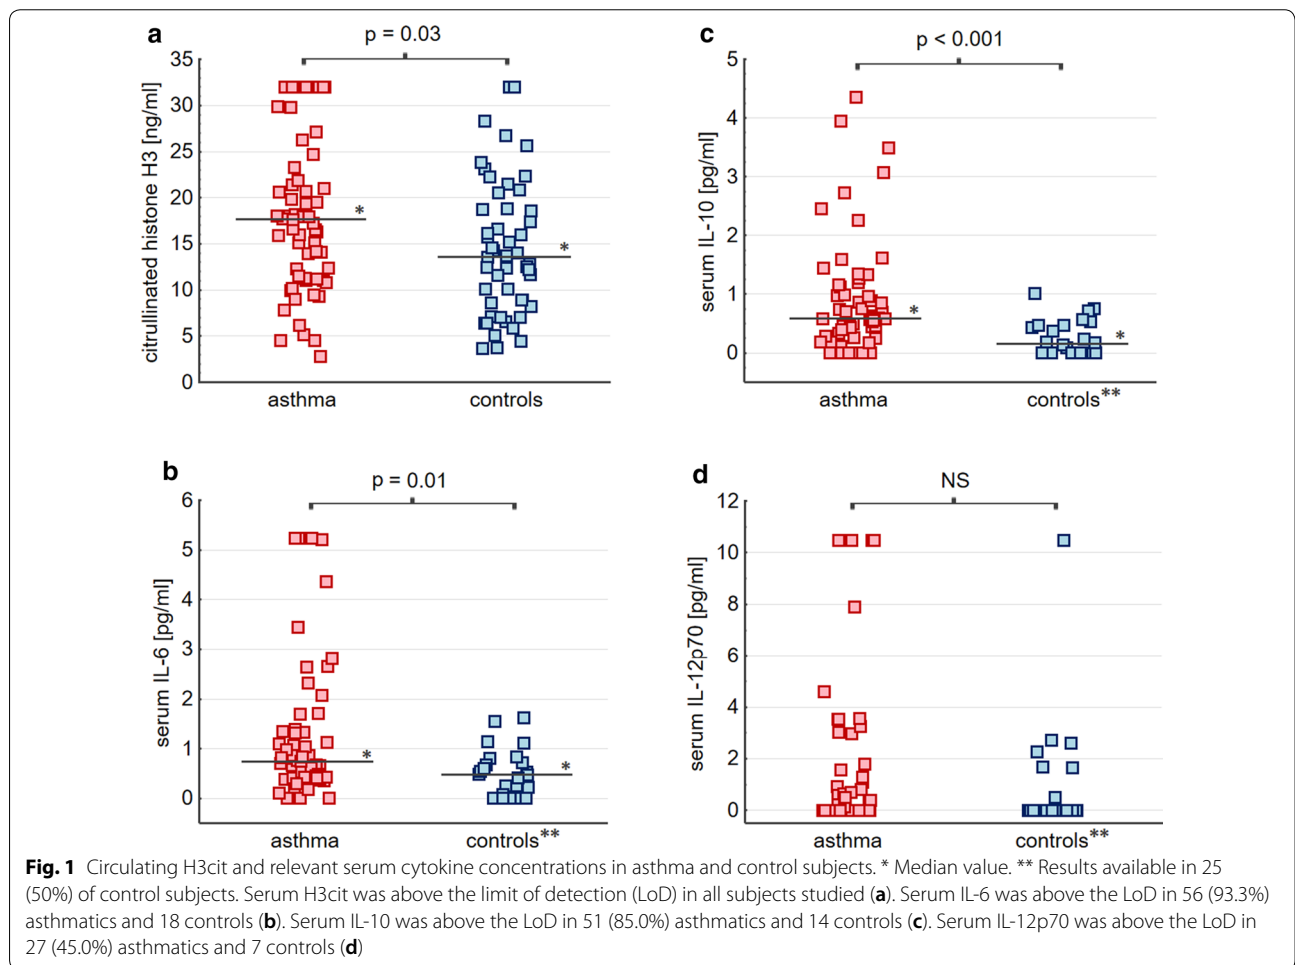 a
p = 0.03
citrullinated histone H3 [ng/ml]
35
30
25
20
15
10
5
0
*
*
asthma
controls
c
p < 0.001
serum IL-10 [pg/ml]
5
4
3
2
1
0
*
*
asthma
controls**
b
p = 0.01
serum IL-6 [pg/ml]
6
5
4
3
2
1
0
*
*
asthma
controls**
d
NS
serum IL-12p70 [pg/ml]
12
10
8
6
4
2
0
asthma
controls**
Fig. 1 Circulating H3cit and relevant serum cytokine concentrations in asthma and control subjects. * Median value. ** Results available in 25
(50%) of control subjects. Serum H3cit was above the limit of detection (LoD) in all subjects studied (a). Serum IL-6 was above the LoD in 56 (93.3%)
asthmatics and 18 controls (b). Serum IL-10 was above the LoD in 51 (85.0%) asthmatics and 14 controls (c). Serum IL-12p70 was above the LoD in
27 (45.0%) asthmatics and 7 controls (d)